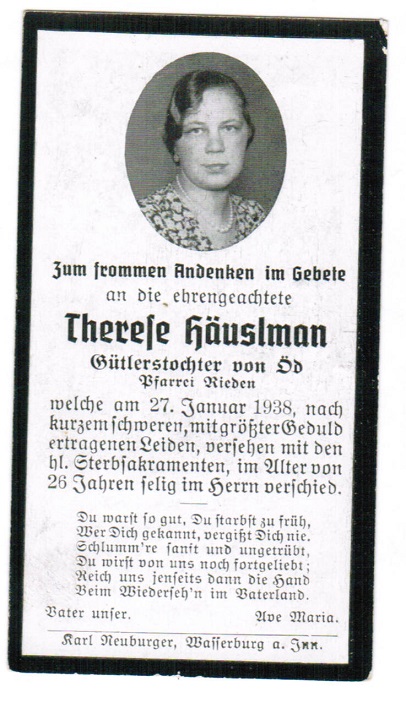 Zum frommen Andenken im Gebete
an die ehrengeachtete
Thereſe Häuslman
Gütlerstochter von Öd
Pfarrei Rieden
welche am 27. Januar 1938, nach
kurzem ſchweren, mit größter Geduld
ertragenen Leiden, verſehen mit den
hl. Sterbſakramenten, im Alter von
26 Jahren ſelig im Herrn verſchied.
Du warſt ſo gut, Du ſtarbſt zu früh,
Wer Dich gekannt, vergißt Dich nie.
Schlumm're ſanft und ungetrübt,
Du wirſt von uns noch fortgeliebt;
Reich uns jenſeits dann die Hand
Beim Wiederſeh'n im Vaterland.
Vater unſer. Ave Maria.
Karl Neuburger, Waſſerburg a. Inn.